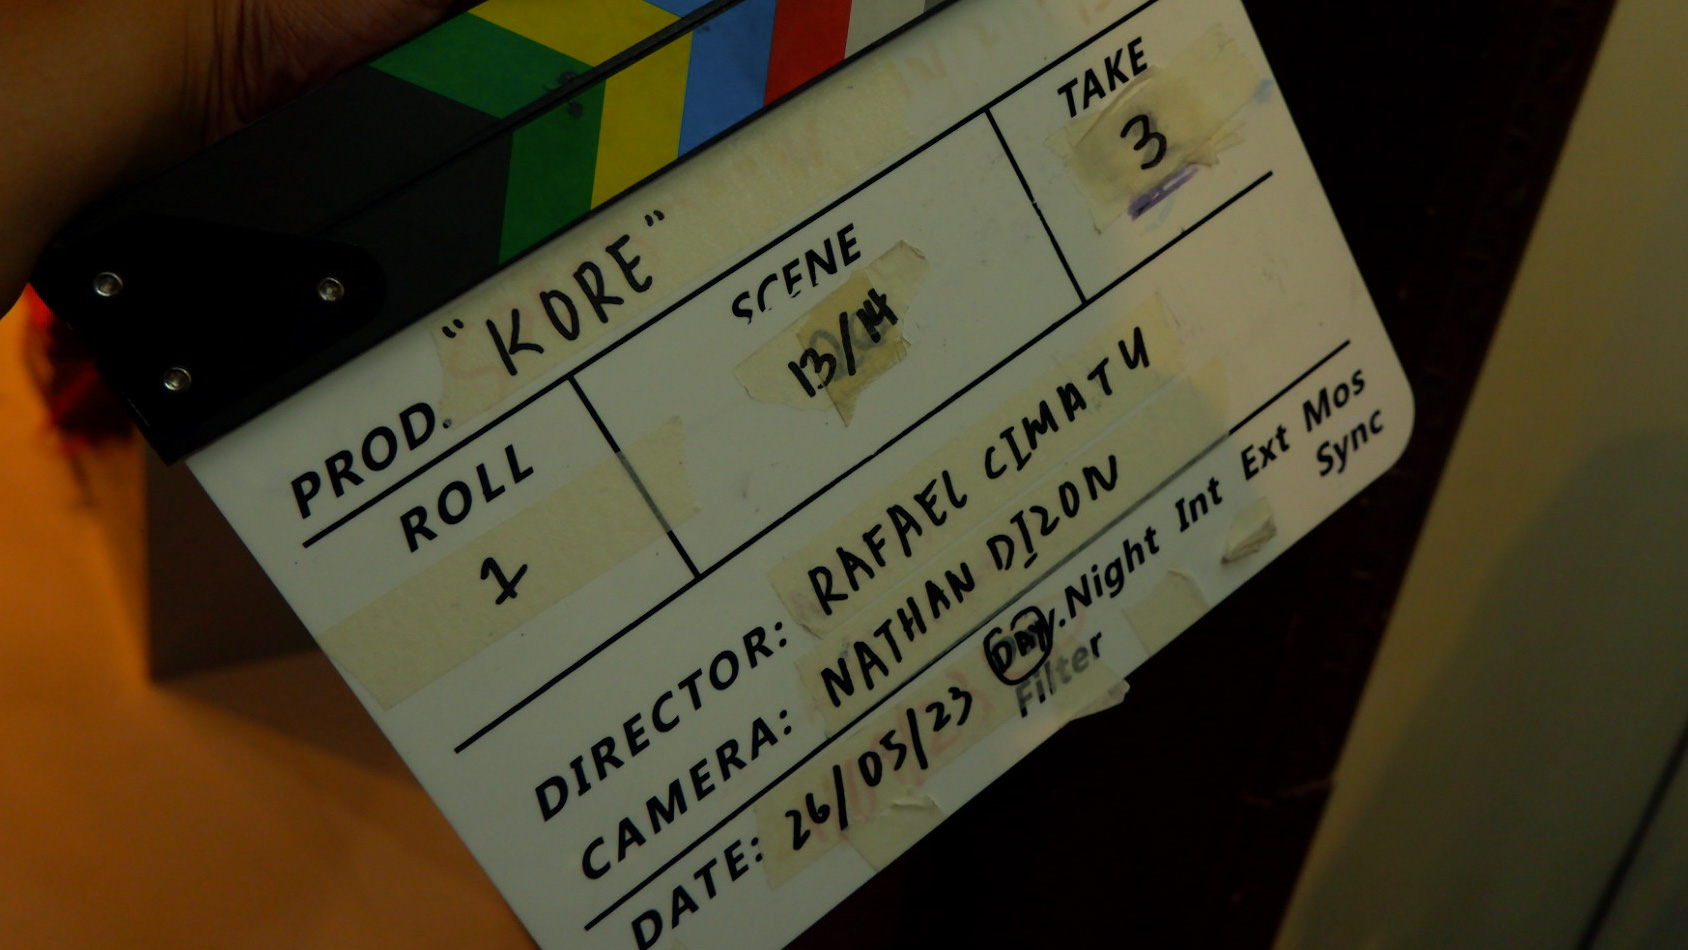 PROD. "KORE"
ROLL
1
SCENE
13/14
TAKE
3
DIRECTOR: RAFAEL CIMATU
CAMERA: NATHAN DIZON
DATE: 26/05/23
Day.Night Int Ext Mos
Filter
Sync